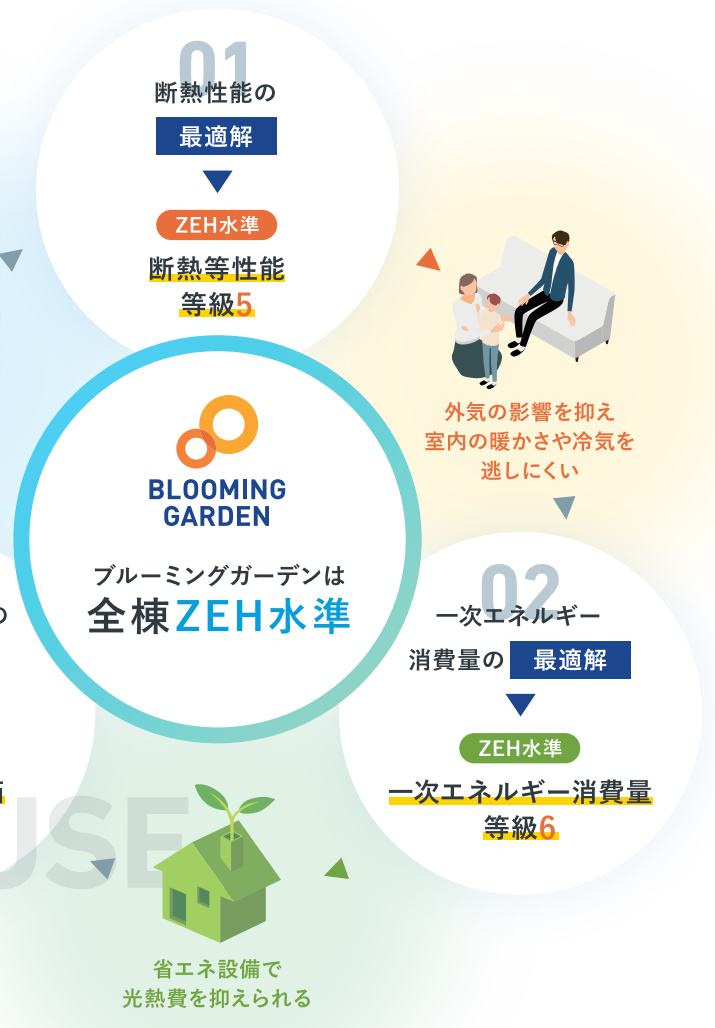 01
断熱性能の
最適解
ZEH水準
断熱等性能
等級5
外気の影響を抑え
室内の暖かさや冷気を
逃しにくい
BLOOMING
GARDEN
ブルーミングガーデンは
全棟ZEH水準
の
02
一次エネルギー
消費量の 最適解
ZEH水準
一次エネルギー消費量
等級6
USE
省エネ設備で
光熱費を抑えられる